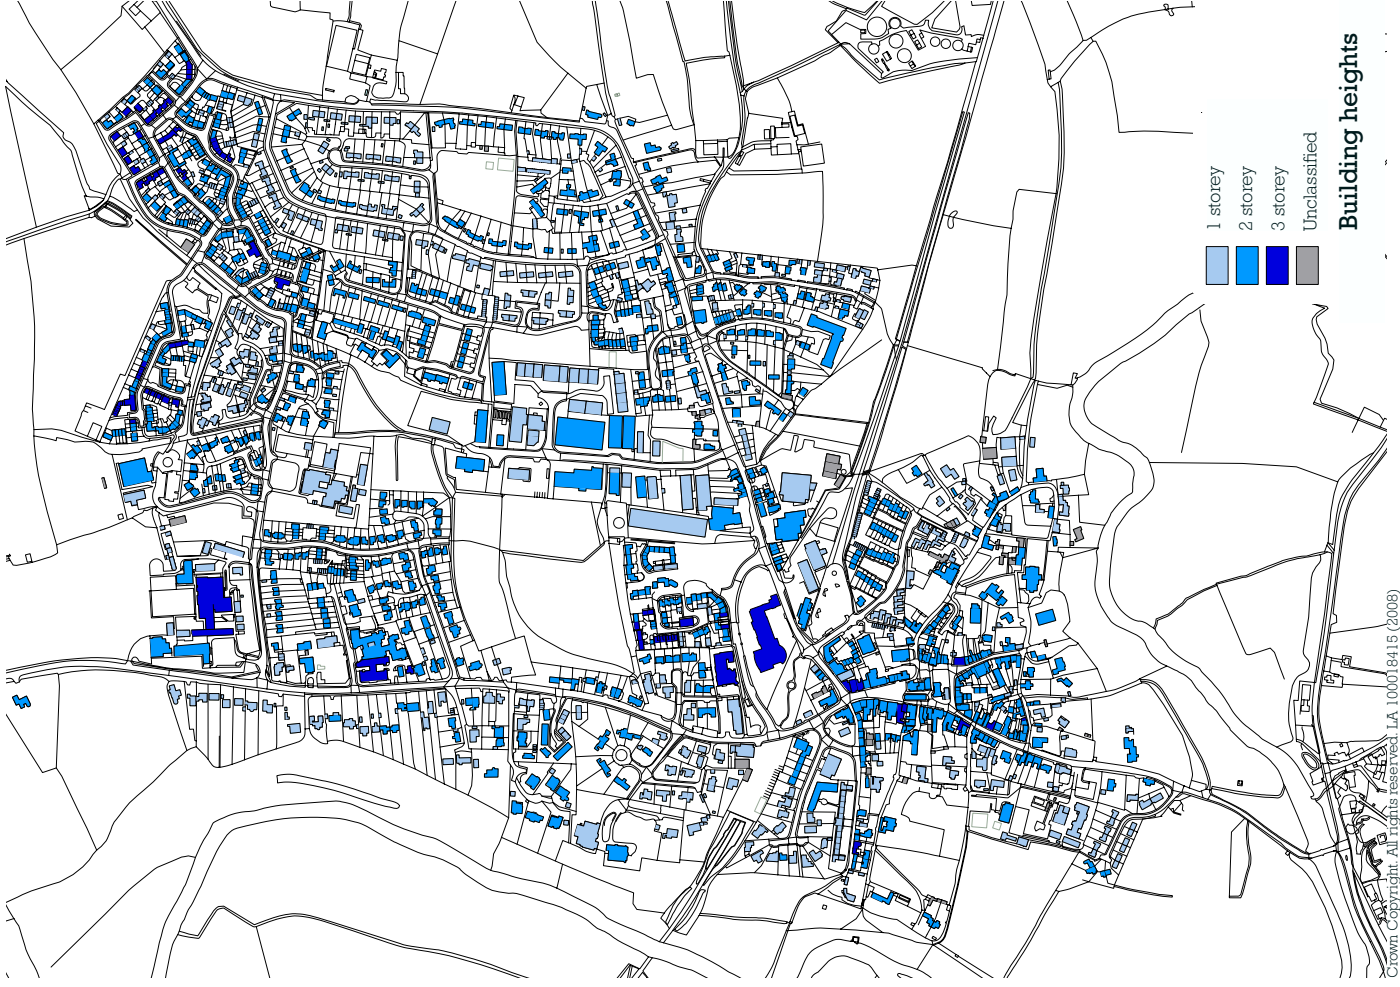 1 storey
2 storey
3 storey
Unclassified
Building heights
Crown Copyright. All rights reserved. LA 100018415 (2008)